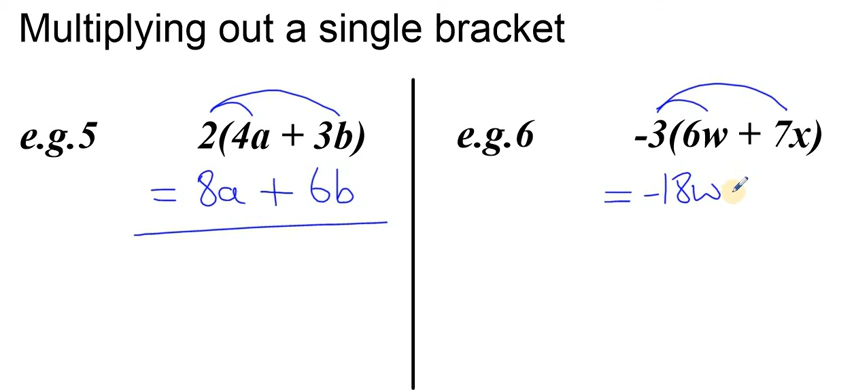 Multiplying out a single bracket
e.g.5 2(4a + 3b)
= 8a + 6b
e.g.6 -3(6w + 7x)
= -18w